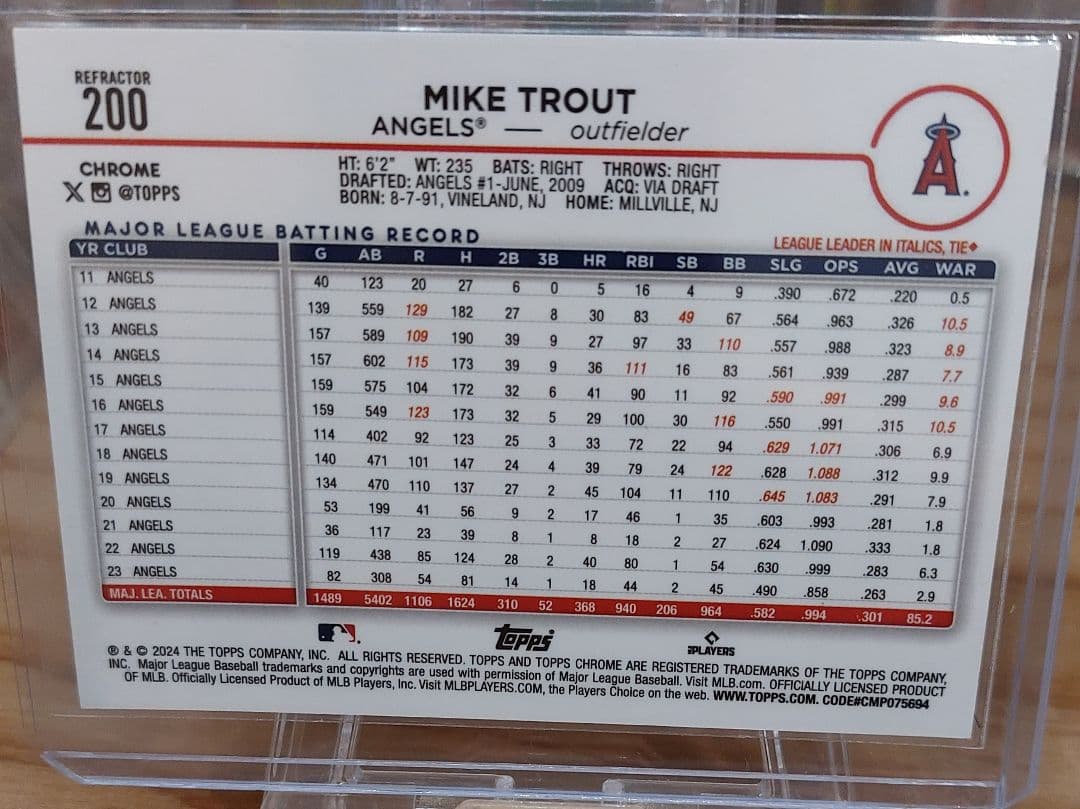 REFRACTOR
200
MIKE TROUT
ANGELS® — outfielder
A.
CHROME
X @TOPPS
HT: 6'2" WT: 235 BATS: RIGHT THROWS: RIGHT
DRAFTED: ANGELS #1-JUNE, 2009 ACQ: VIA DRAFT
BORN: 8-7-91, VINELAND, NJ HOME: MILLVILLE, NJ
MAJOR LEAGUE BATTING RECORD
LEAGUE LEADER IN ITALICS, TIE♦
YR CLUB G AB R H 2B 3B HR RBI SB BB SLG OPS AVG WAR
11 ANGELS 40 123 20 27 6 0 5 16 4 9 .390 .672 .220 0.5
12 ANGELS 139 559 129 182 27 8 30 83 49 67 .564 .963 .326 10.5
13 ANGELS 157 589 109 190 39 9 27 97 33 110 .557 .988 .323 8.9
14 ANGELS 157 602 115 173 39 9 36 111 16 83 .561 .939 .287 7.7
15 ANGELS 159 575 104 172 32 6 41 90 11 92 .590 .991 .299 9.6
16 ANGELS 159 549 123 173 32 5 29 100 30 116 .550 .991 .315 10.5
17 ANGELS 114 402 92 123 25 3 33 72 22 94 .629 1.071 .306 6.9
18 ANGELS 140 471 101 147 24 4 39 79 24 122 .628 1.088 .312 9.9
19 ANGELS 134 470 110 137 27 2 45 104 11 110 .645 1.083 .291 7.9
20 ANGELS 53 199 41 56 9 2 17 46 1 35 .603 .993 .281 1.8
21 ANGELS 36 117 23 39 8 1 8 18 2 27 .624 1.090 .333 1.8
22 ANGELS 119 438 85 124 28 2 40 80 1 54 .630 .999 .283 6.3
23 ANGELS 82 308 54 81 14 1 18 44 2 45 .490 .858 .263 2.9
MAJ. LEA. TOTALS 1489 5402 1106 1624 310 52 368 940 206 964 .582 .994 .301 85.2
Topps
PLAYERS
® & © 2024 THE TOPPS COMPANY, INC. ALL RIGHTS RESERVED. TOPPS AND TOPPS CHROME ARE REGISTERED TRADEMARKS OF THE TOPPS COMPANY,
INC. Major League Baseball trademarks and copyrights are used with permission of Major League Baseball. Visit MLB.com. OFFICIALLY LICENSED PRODUCT
OF MLB. Officially Licensed Product of MLB Players, Inc. Visit MLBPLAYERS.COM, the Players Choice on the web. WWW.TOPPS.COM. CODE#CMP075694